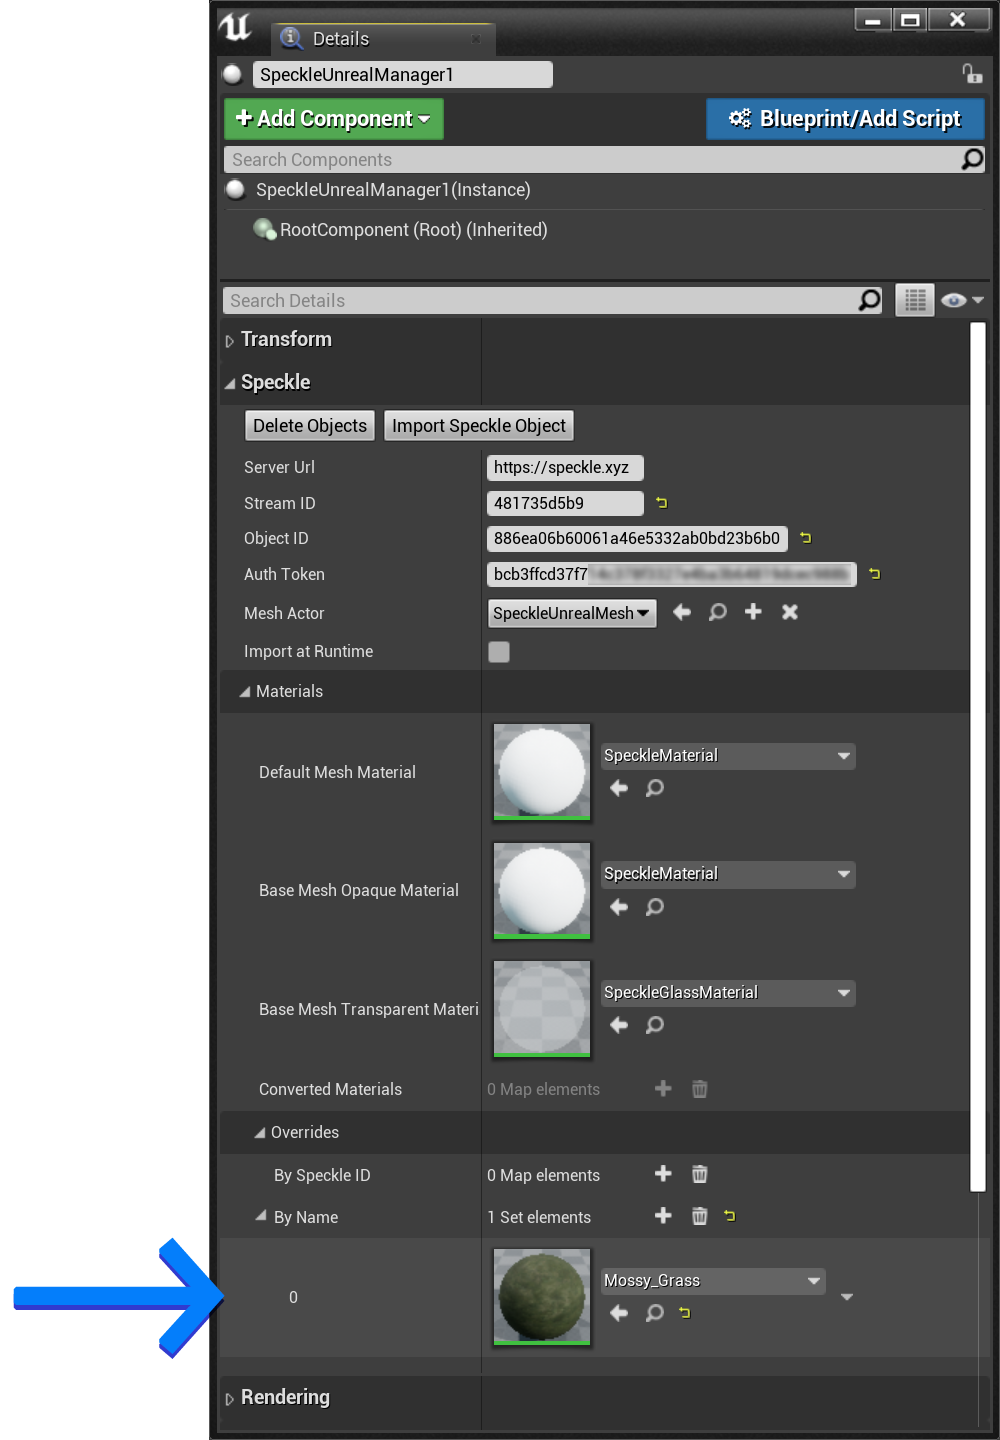 Details
SpeckleUnrealManager1
Add Component
Blueprint/Add Script
Search Components
SpeckleUnrealManager1(Instance)
RootComponent (Root) (Inherited)
Search Details
Transform
Speckle
Delete Objects
Import Speckle Object
Server Url
https://speckle.xyz
Stream ID
481735d5b9
Object ID
886ea06b60061a46e5332ab0bd23b6b0
Auth Token
bcb3ffcd37f7
Mesh Actor
SpeckleUnrealMesh
Import at Runtime
Materials
Default Mesh Material
SpeckleMaterial
Base Mesh Opaque Material
SpeckleMaterial
Base Mesh Transparent Materi
SpeckleGlassMaterial
Converted Materials
0 Map elements
Overrides
By Speckle ID
0 Map elements
By Name
1 Set elements
0
Mossy_Grass
Rendering